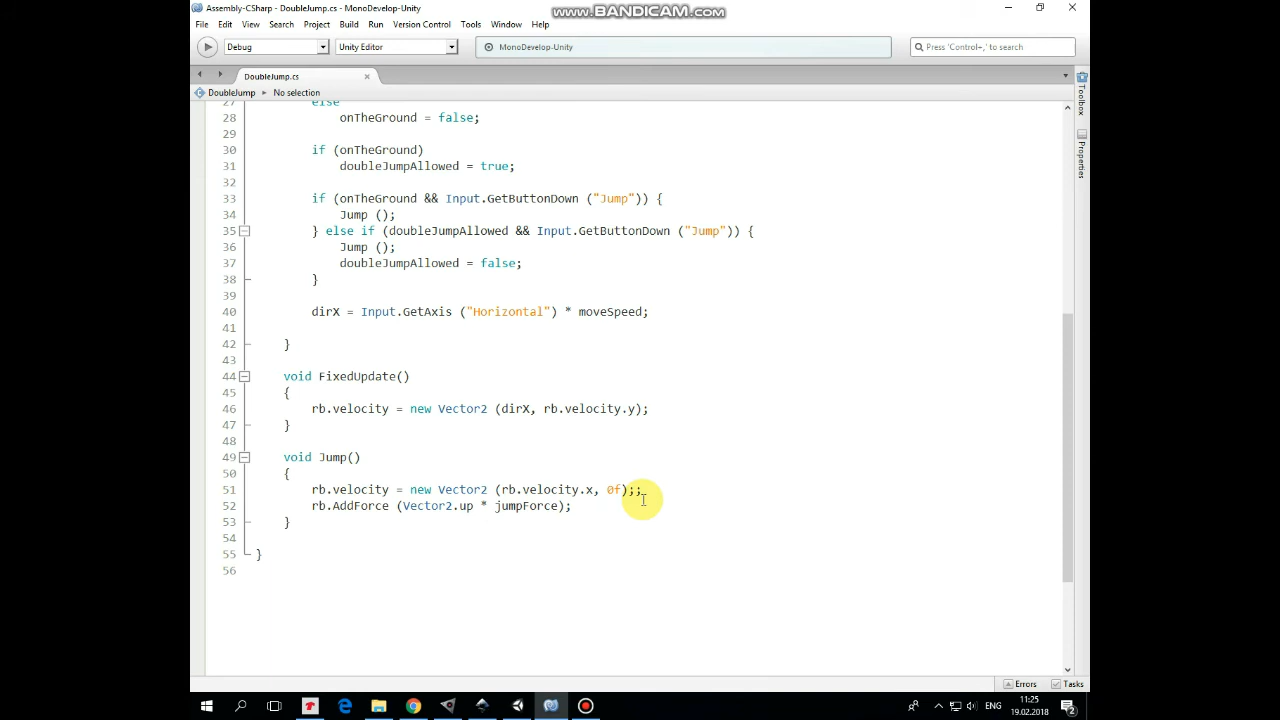 Assembly-CSharp - DoubleJump.cs - MonoDevelop-Unity
www.BANDICAM.com
File Edit View Search Project Build Run Version Control Tools Window Help
Debug Unity Editor MonoDevelop-Unity Press 'Control+,' to search
DoubleJump.cs
DoubleJump No selection
Toolbox
Properties
27 else
28 onTheGround = false;
29
30 if (onTheGround)
31 doubleJumpAllowed = true;
32
33 if (onTheGround && Input.GetButtonDown ("Jump")) {
34 Jump ();
35 } else if (doubleJumpAllowed && Input.GetButtonDown ("Jump")) {
36 Jump ();
37 doubleJumpAllowed = false;
38 }
39
40 dirX = Input.GetAxis ("Horizontal") * moveSpeed;
41
42 }
43
44 void FixedUpdate()
45 {
46 rb.velocity = new Vector2 (dirX, rb.velocity.y);
47 }
48
49 void Jump()
50 {
51 rb.velocity = new Vector2 (rb.velocity.x, 0f);;
52 rb.AddForce (Vector2.up * jumpForce);
53 }
54
55 }
56
Errors Tasks
ENG 11:25
19.02.2018
2